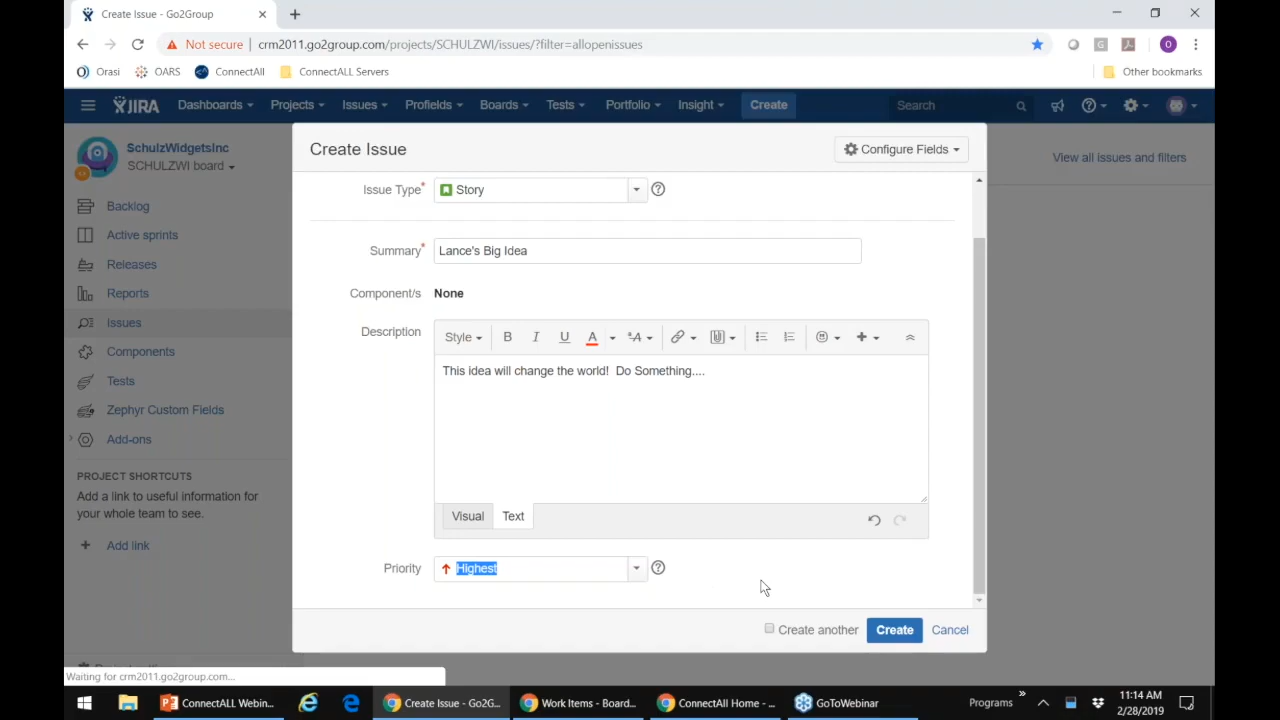 Create Issue - Go2Group
Not secure | crm2011.go2group.com/projects/SCHULZWI/issues/?filter=allopenissues
Orasi OARS ConnectALL ConnectALL Servers Other bookmarks
JIRA Dashboards Projects Issues Profields Boards Tests Portfolio Insight Create Search
SchulzWidgetsInc
SCHULZWI board
Backlog
Active sprints
Releases
Reports
Issues
Components
Tests
Zephyr Custom Fields
Add-ons
PROJECT SHORTCUTS
Add a link to useful information for
your whole team to see.
Add link
View all issues and filters
Create Issue
Configure Fields
Issue Type* Story
Summary* Lance's Big Idea
Component/s None
Description
Style B I U A
This idea will change the world!  Do Something....
Visual Text
Priority Highest
Create another Create Cancel
Waiting for crm2011.go2group.com...
ConnectALL Webin... Create Issue - Go2G... Work Items - Board... ConnectAll Home - ... GoToWebinar Programs
11:14 AM
2/28/2019